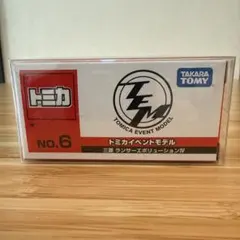 トミカ
NO.6
TEM
TOMICA EVENT MODEL
TAKARA TOMY
トミカイベントモデル
三菱 ランサーエボリューションⅣ